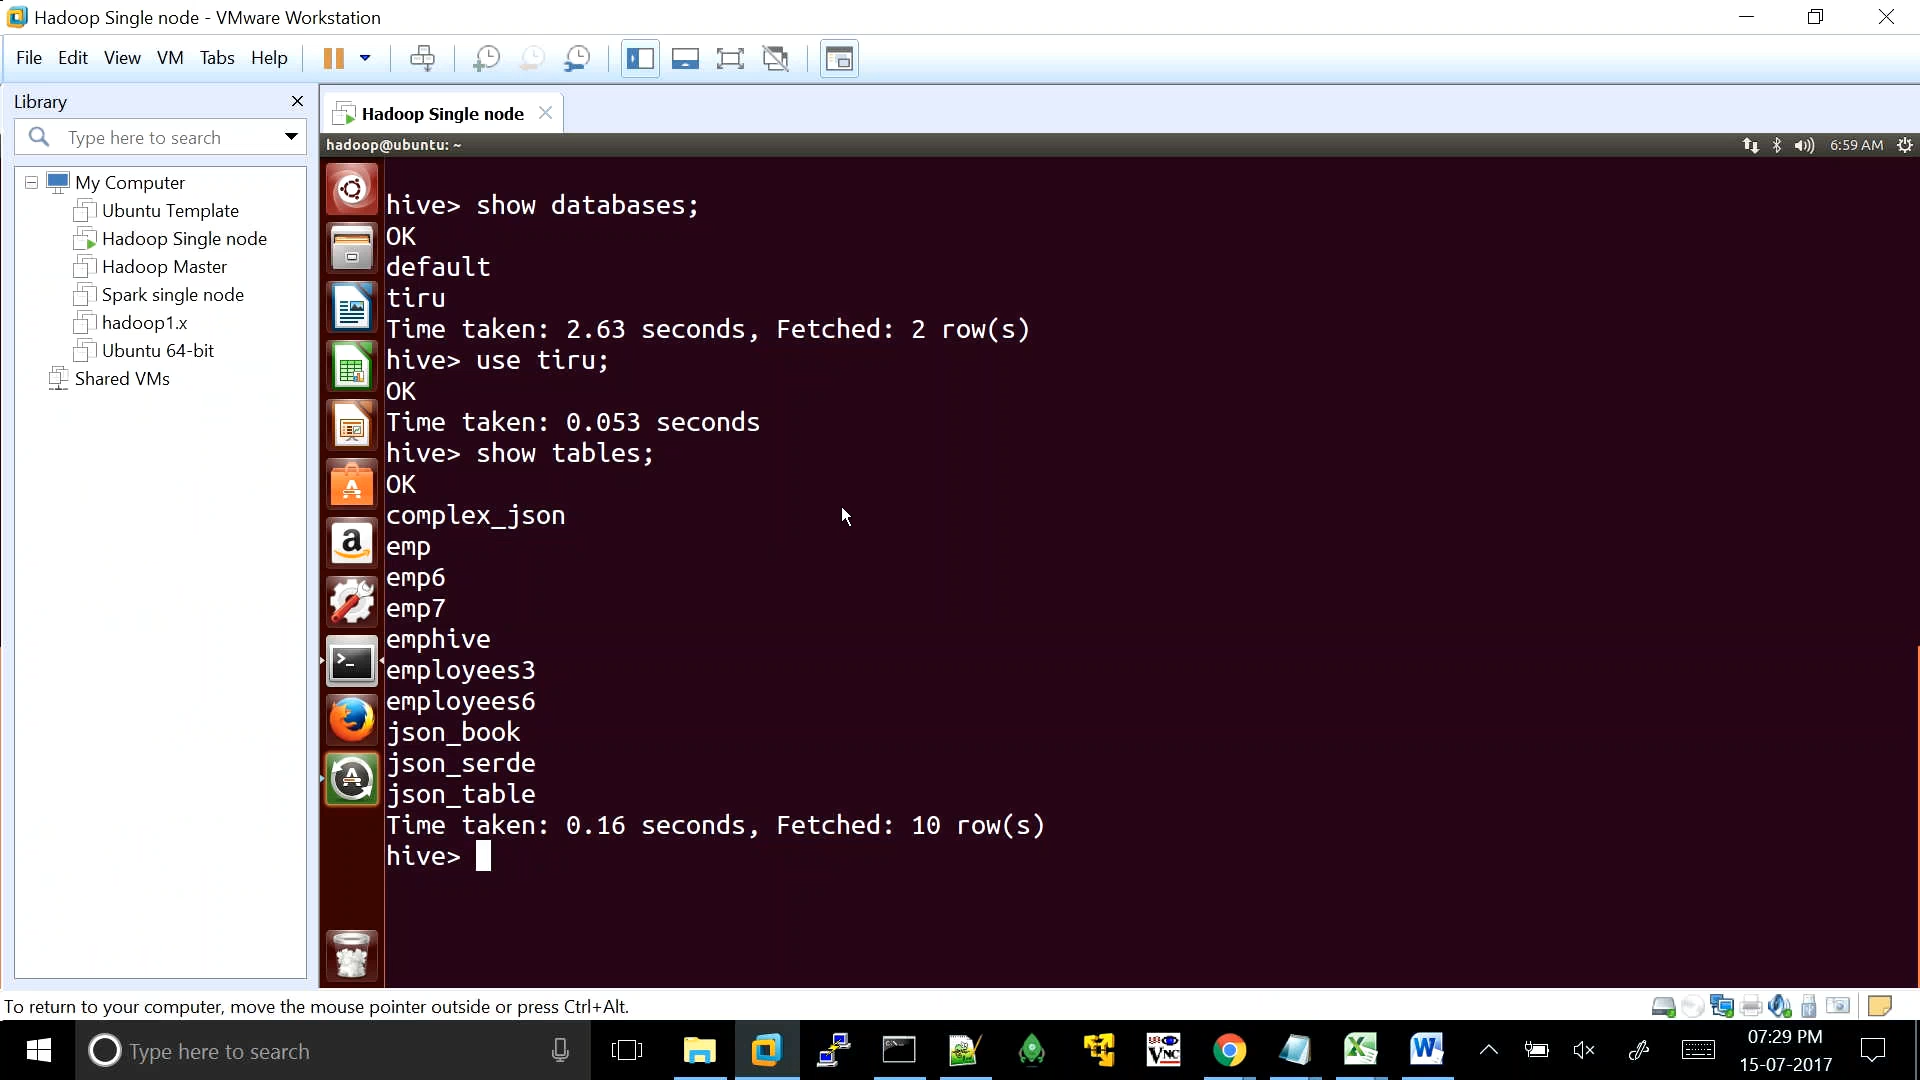 Hadoop Single node - VMware Workstation
File Edit View VM Tabs Help
Library
Type here to search
My Computer
Ubuntu Template
Hadoop Single node
Hadoop Master
Spark single node
hadoop1.x
Ubuntu 64-bit
Shared VMs
Hadoop Single node
hadoop@ubuntu: ~
6:59 AM
hive> show databases;
OK
default
tiru
Time taken: 2.63 seconds, Fetched: 2 row(s)
hive> use tiru;
OK
Time taken: 0.053 seconds
hive> show tables;
OK
complex_json
emp
emp6
emp7
emphive
employees3
employees6
json_book
json_serde
json_table
Time taken: 0.16 seconds, Fetched: 10 row(s)
hive>
To return to your computer, move the mouse pointer outside or press Ctrl+Alt.
Type here to search
07:29 PM
15-07-2017